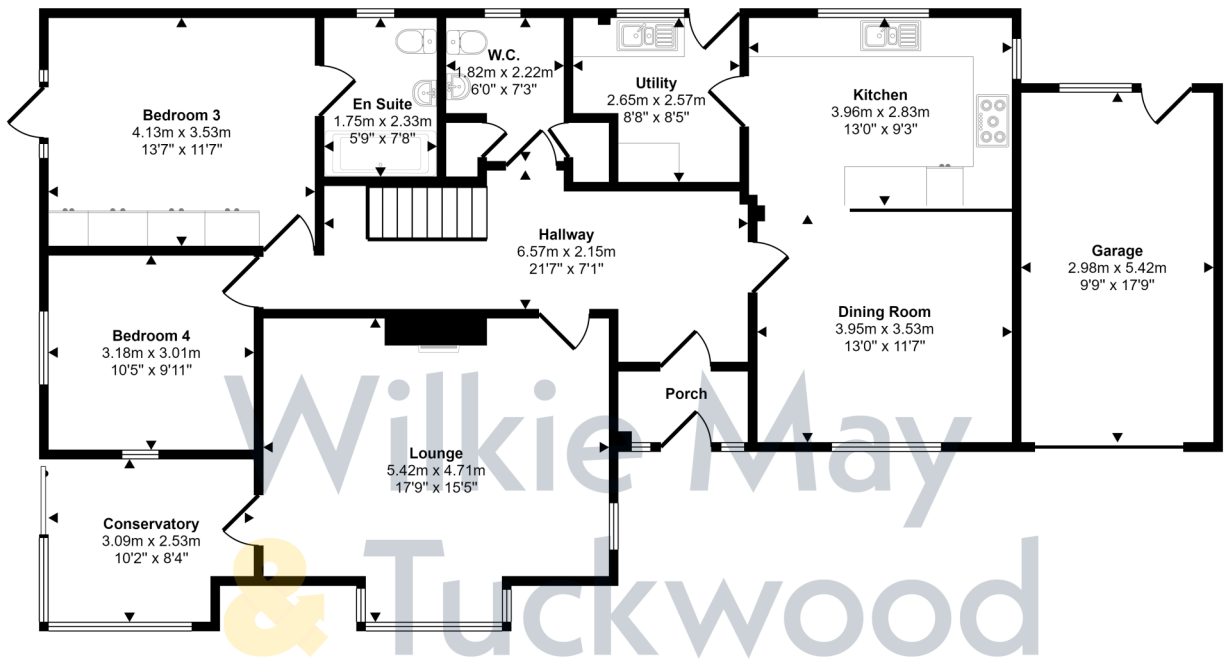 Bedroom 3
4.13m x 3.53m
13'7" x 11'7"
En Suite
1.75m x 2.33m
5'9" x 7'8"
W.C.
1.82m x 2.22m
6'0" x 7'3"
Utility
2.65m x 2.57m
8'8" x 8'5"
Kitchen
3.96m x 2.83m
13'0" x 9'3"
Hallway
6.57m x 2.15m
21'7" x 7'1"
Garage
2.98m x 5.42m
9'9" x 17'9"
Bedroom 4
3.18m x 3.01m
10'5" x 9'11"
Dining Room
3.95m x 3.53m
13'0" x 11'7"
Porch
Lounge
5.42m x 4.71m
17'9" x 15'5"
Conservatory
3.09m x 2.53m
10'2" x 8'4"
Wilkie May
& Tuckwood